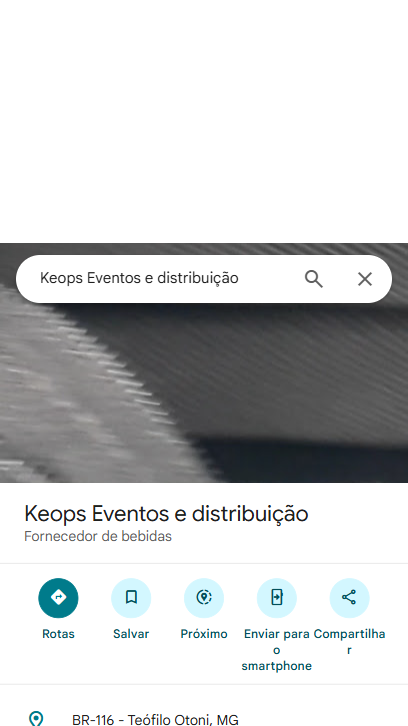 Keops Eventos e distribuição
Keops Eventos e distribuição
Fornecedor de bebidas
Rotas
Salvar
Próximo
Enviar para
o
smartphone
Compartilha
r
BR-116 - Teófilo Otoni, MG